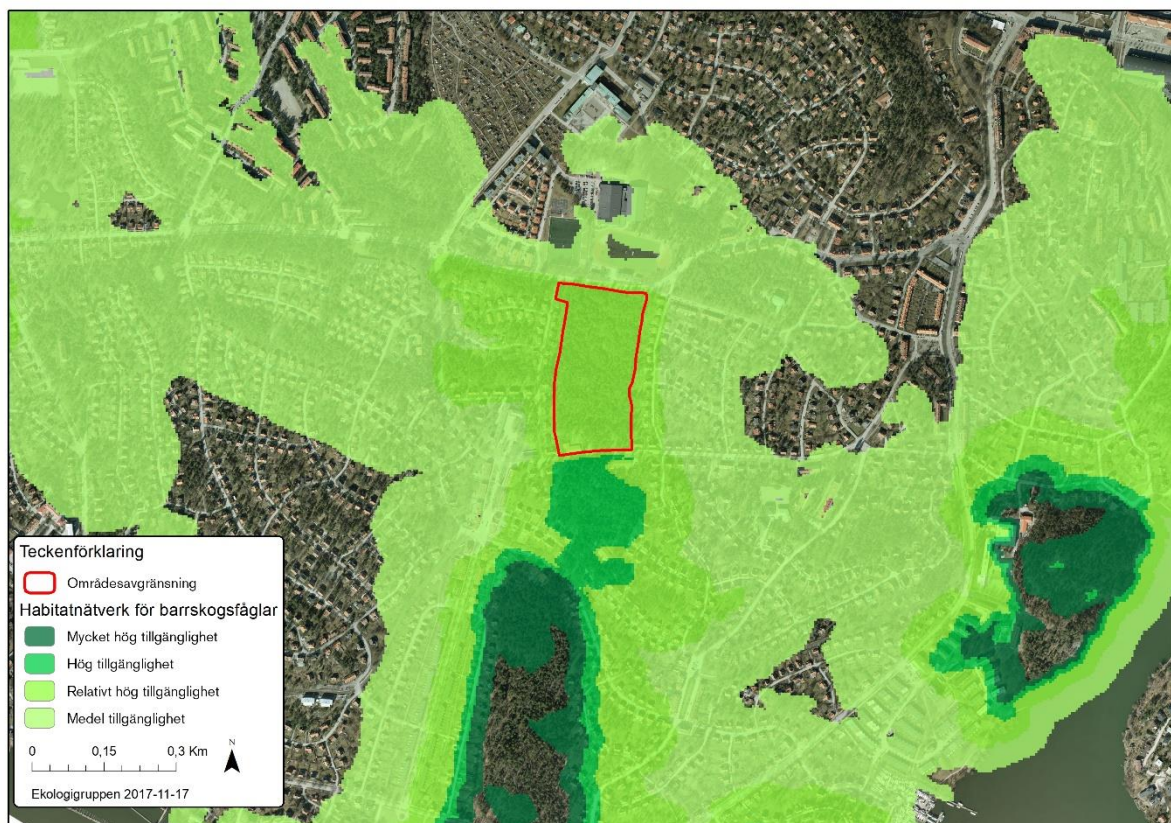 Teckenförklaring
Områdesavgränsning
Habitatnätverk för barrskogsfåglar
Mycket hög tillgänglighet
Hög tillgänglighet
Relativt hög tillgänglighet
Medel tillgänglighet
0 0,15 0,3 Km
N
Ekologigruppen 2017-11-17